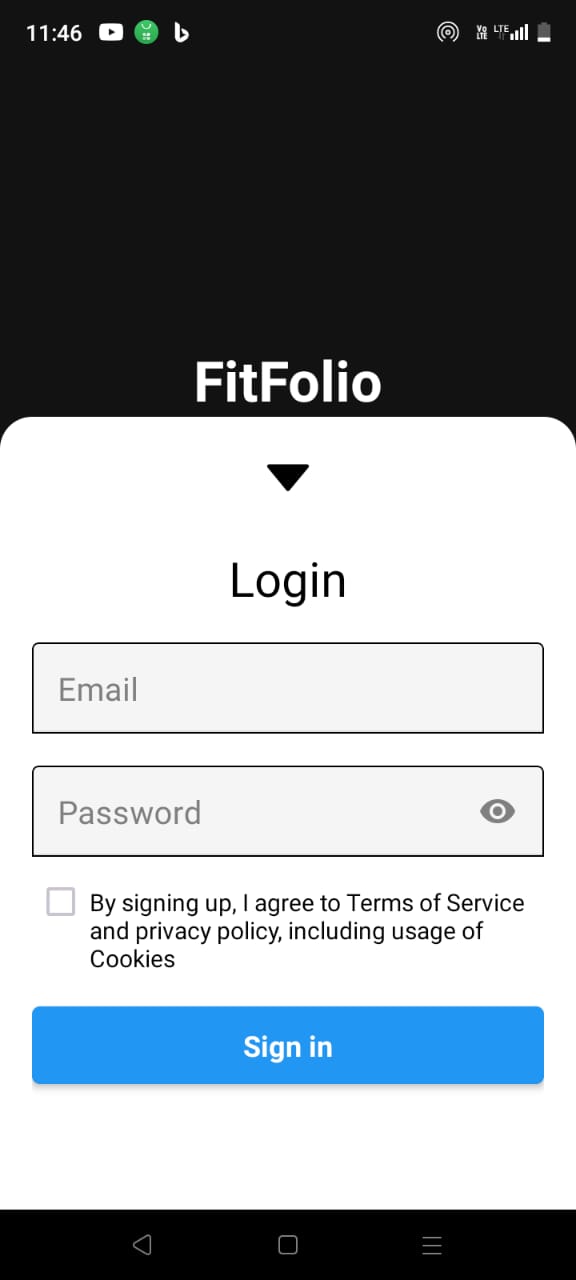 11:46
Vo LTE LTE
FitFolio
Login
Email
Password
By signing up, I agree to Terms of Service
and privacy policy, including usage of
Cookies
Sign in